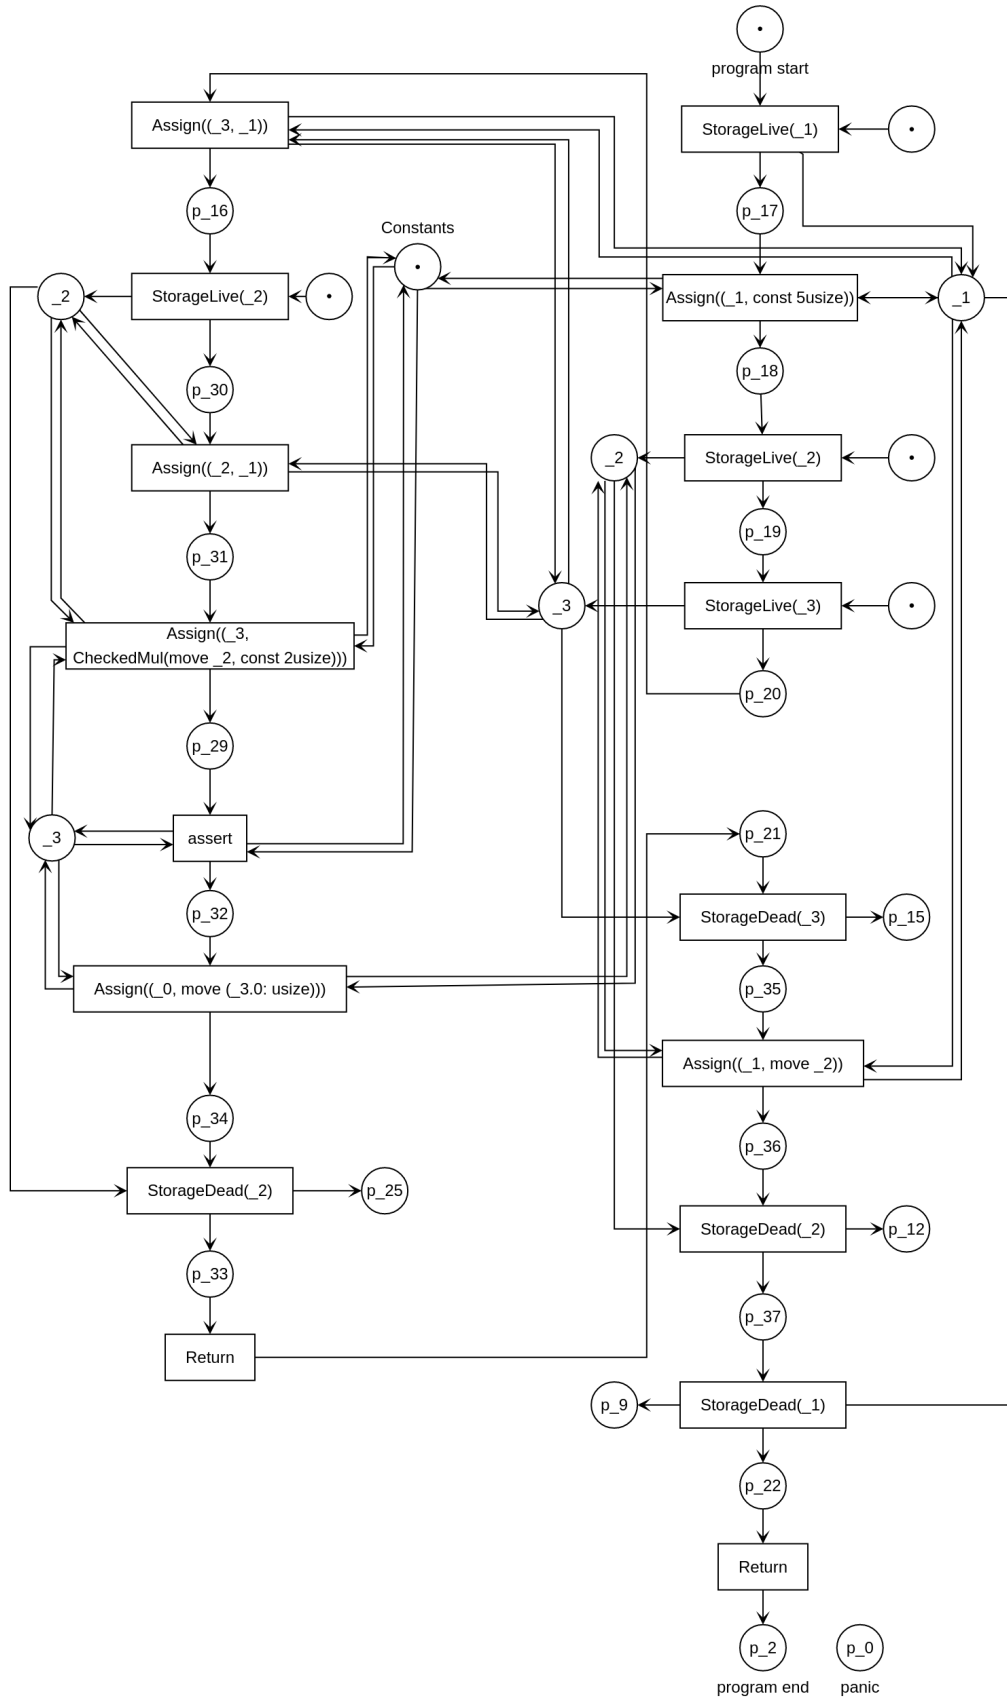 program start
Assign((_3, _1))
StorageLive(_1)
p_16
p_17
Constants
_2
StorageLive(_2)
Assign((_1, const 5usize))
_1
p_30
p_18
Assign((_2, _1))
_2
StorageLive(_2)
p_31
p_19
_3
StorageLive(_3)
Assign((_3,
CheckedMul(move _2, const 2usize)))
p_20
p_29
_3
assert
p_21
p_32
StorageDead(_3)
p_15
Assign((_0, move (_3.0: usize)))
p_35
Assign((_1, move _2))
p_34
p_36
StorageDead(_2)
p_25
StorageDead(_2)
p_12
p_33
p_37
Return
p_9
StorageDead(_1)
p_22
Return
p_2
p_0
program end
panic